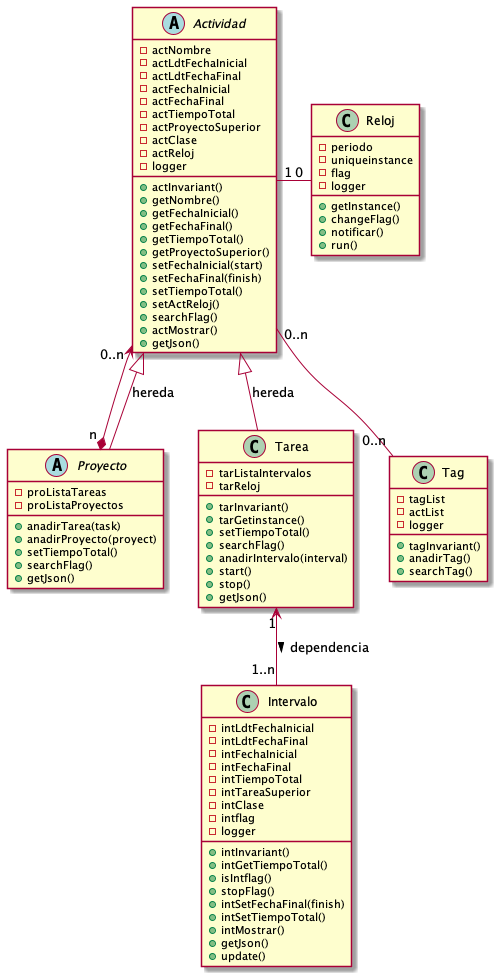 A Actividad
actNombre
actLdtFechaInicial
actLdtFechaFinal
actFechaInicial
actFechaFinal
actTiempoTotal
actProyectoSuperior
actClase
actReloj
logger
actInvariant()
getNombre()
getFechaInicial()
getFechaFinal()
getTiempoTotal()
getProyectoSuperior()
setFechaInicial(start)
setFechaFinal(finish)
setTiempoTotal()
setActReloj()
searchFlag()
actMostrar()
getJson()
1 0
C Reloj
periodo
uniqueinstance
flag
logger
getInstance()
changeFlag()
notificar()
run()
0..n
n
hereda
hereda
0..n
0..n
A Proyecto
proListaTareas
proListaProyectos
anadirTarea(task)
anadirProyecto(proyect)
setTiempoTotal()
searchFlag()
getJson()
C Tarea
tarListaIntervalos
tarReloj
tarInvariant()
tarGetinstance()
setTiempoTotal()
searchFlag()
anadirIntervalo(interval)
start()
stop()
getJson()
C Tag
tagList
actList
logger
tagInvariant()
anadirTag()
searchTag()
1
dependencia
1..n
C Intervalo
intLdtFechaInicial
intLdtFechaFinal
intFechaInicial
intFechaFinal
intTiempoTotal
intTareaSuperior
intClase
intflag
logger
intInvariant()
intGetTiempoTotal()
isIntflag()
stopFlag()
intSetFechaFinal(finish)
intSetTiempoTotal()
intMostrar()
getJson()
update()